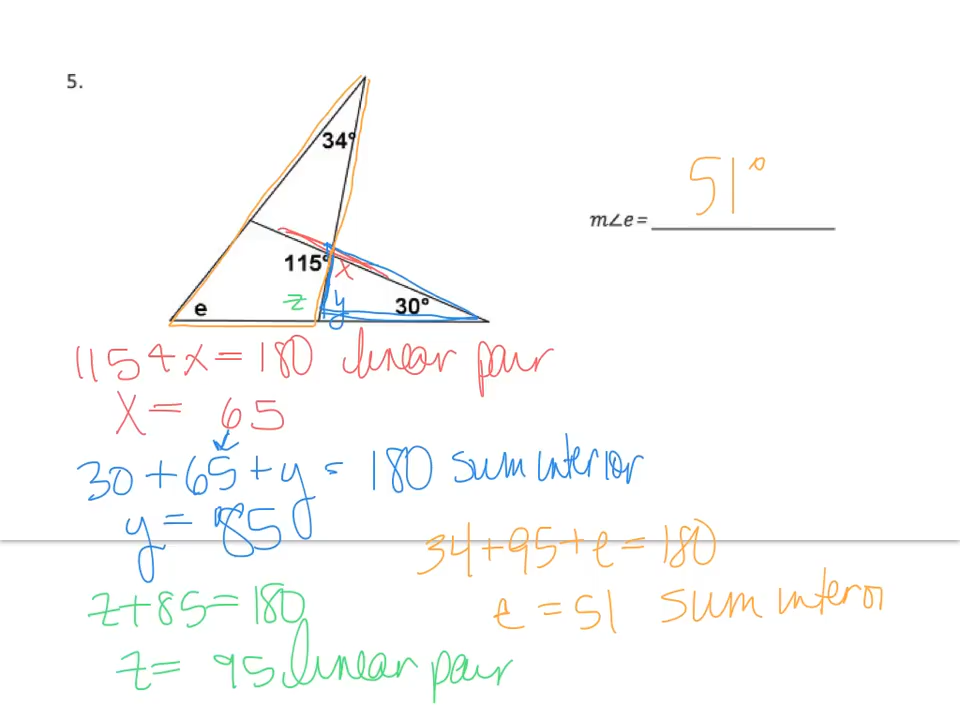 5.
34°
115°
x
z
y
30°
e
m∠e = 51°
115+x=180 linear pair
x = 65
30+65+y = 180 sum interior
y = 85
34+95+e=180
z+85=180
e = 51 sum interior
z= 95 linear pair